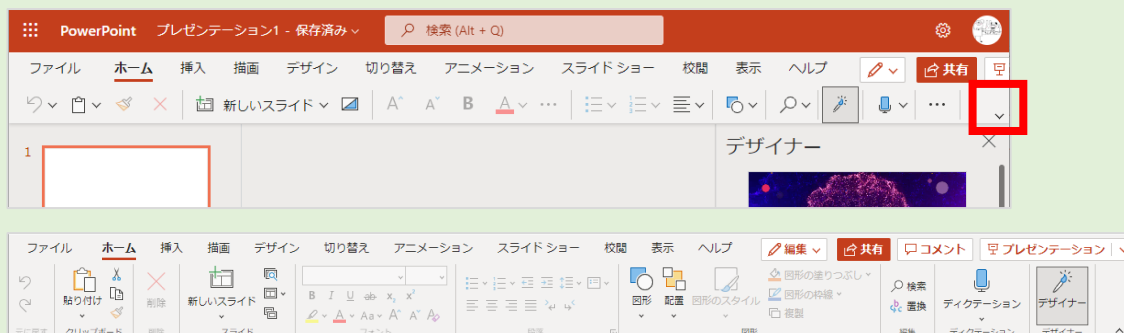 PowerPoint プレゼンテーション1 - 保存済み 検索 (Alt + Q)
ファイル ホーム 挿入 描画 デザイン 切り替え アニメーション スライド ショー 校閲 表示 ヘルプ 共有
新しいスライド A A B A
デザイナー
1
ファイル ホーム 挿入 描画 デザイン 切り替え アニメーション スライド ショー 校閲 表示 ヘルプ 編集 共有 コメント プレゼンテーション
貼り付け 削除 新しいスライド B I U ab x₂ x² A Aa A A A 図形 配置 図形のスタイル 図形の塗りつぶし 図形の枠線 複製 検索 置換 ディクテーション デザイナー